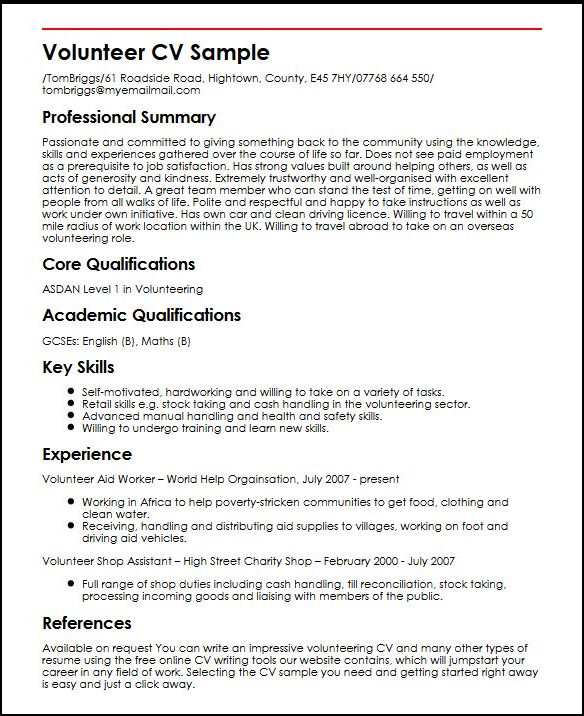 Volunteer CV Sample
/TomBriggs/61 Roadside Road, Hightown, County, E45 7HY/07768 664 550/
tombriggs@myemailmail.com
Professional Summary
Passionate and committed to giving something back to the community using the knowledge,
skills and experiences gathered over the course of life so far. Does not see paid employment
as a prerequisite to job satisfaction. Has strong values built around helping others, as well as
acts of generosity and kindness. Extremely trustworthy and well-organised with excellent
attention to detail. A great team member who can stand the test of time, getting on well with
people from all walks of life. Polite and respectful and happy to take instructions as well as
work under own initiative. Has own car and clean driving licence. Willing to travel within a 50
mile radius of work location within the UK. Willing to travel abroad to take on an overseas
volunteering role.
Core Qualifications
ASDAN Level 1 in Volunteering
Academic Qualifications
GCSEs: English (B), Maths (B)
Key Skills
● Self-motivated, hardworking and willing to take on a variety of tasks.
● Retail skills e.g. stock taking and cash handling in the volunteering sector.
● Advanced manual handling and health and safety skills.
● Willing to undergo training and learn new skills.
Experience
Volunteer Aid Worker – World Help Orgainsation, July 2007 - present
● Working in Africa to help poverty-stricken communities to get food, clothing and
clean water.
● Receiving, handling and distributing aid supplies to villages, working on foot and
driving aid vehicles.
Volunteer Shop Assistant – High Street Charity Shop – February 2000 - July 2007
● Full range of shop duties including cash handling, till reconciliation, stock taking,
processing incoming goods and liaising with members of the public.
References
Available on request You can write an impressive volunteering CV and many other types of
resume using the free online CV writing tools our website contains, which will jumpstart your
career in any field of work. Selecting the CV sample you need and getting started right away
is easy and just a click away.